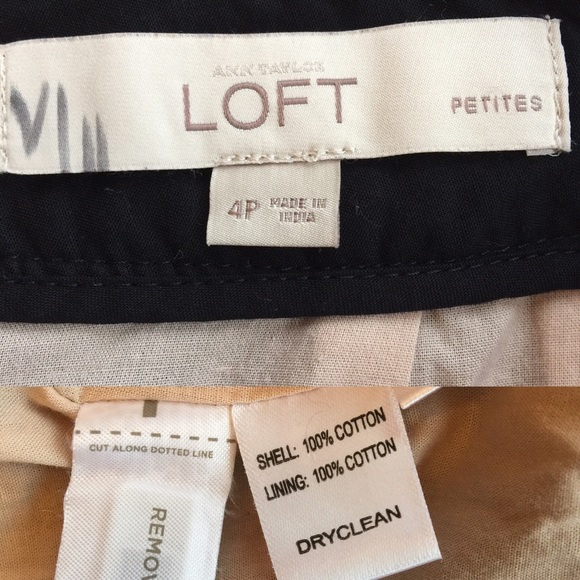 ANN TAYLOR
LOFT
PETITES
4P MADE IN
INDIA
CUT ALONG DOTTED LINE
REMOV
SHELL: 100% COTTON
LINING: 100% COTTON
DRYCLEAN